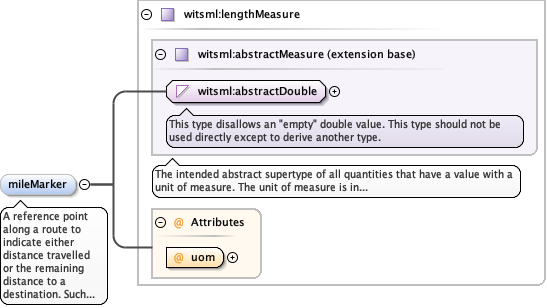 witsml:lengthMeasure
witsml:abstractMeasure (extension base)
witsml:abstractDouble
This type disallows an "empty" double value. This type should not be
used directly except to derive another type.
The intended abstract supertype of all quantities that have a value with a
unit of measure. The unit of measure is in...
mileMarker
A reference point
along a route to
indicate either
distance travelled
or the remaining
distance to a
destination. Such...
@ Attributes
@ uom